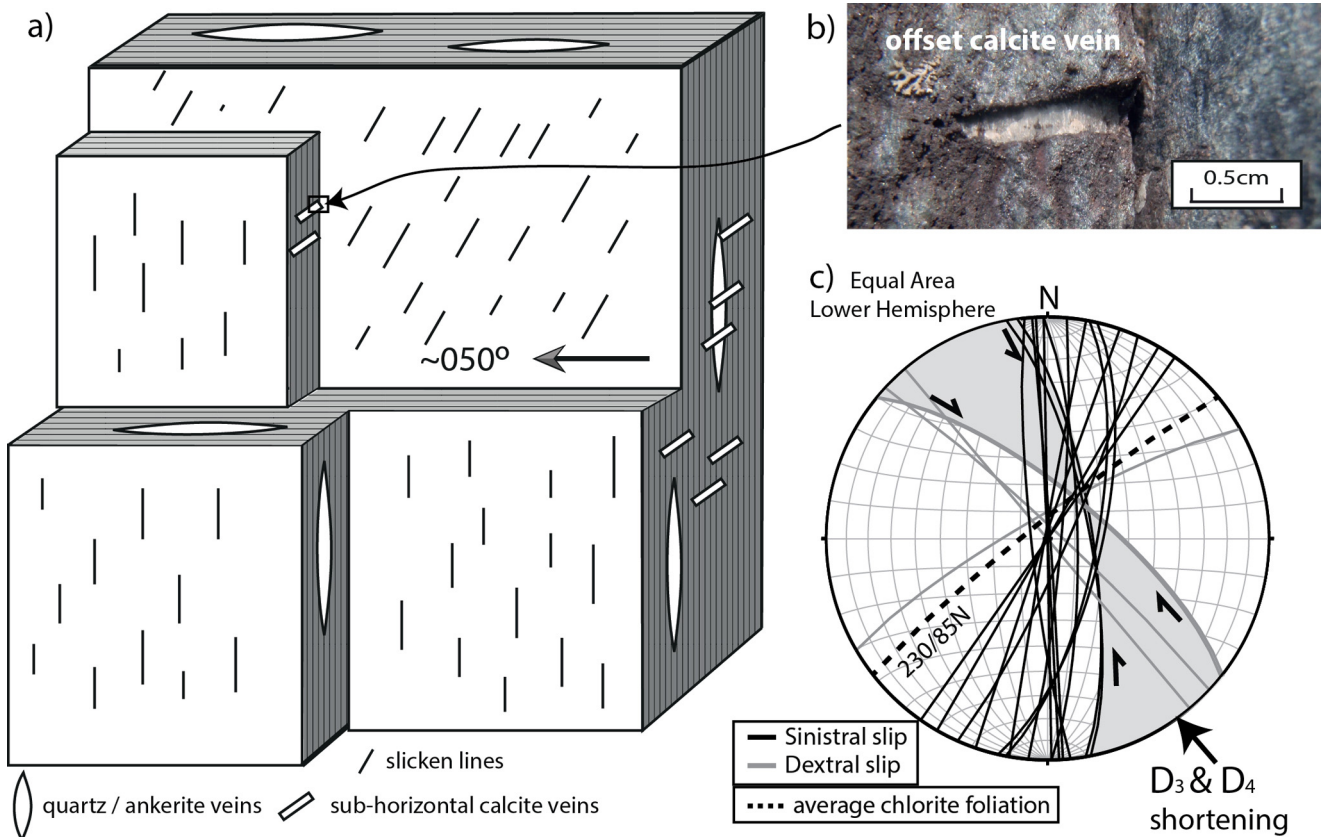 a)
~050º
slicken lines
quartz / ankerite veins
sub-horizontal calcite veins
b)
offset calcite vein
0.5cm
c) Equal Area
Lower Hemisphere
N
230/85N
Sinistral slip
Dextral slip
average chlorite foliation
D3 & D4
shortening